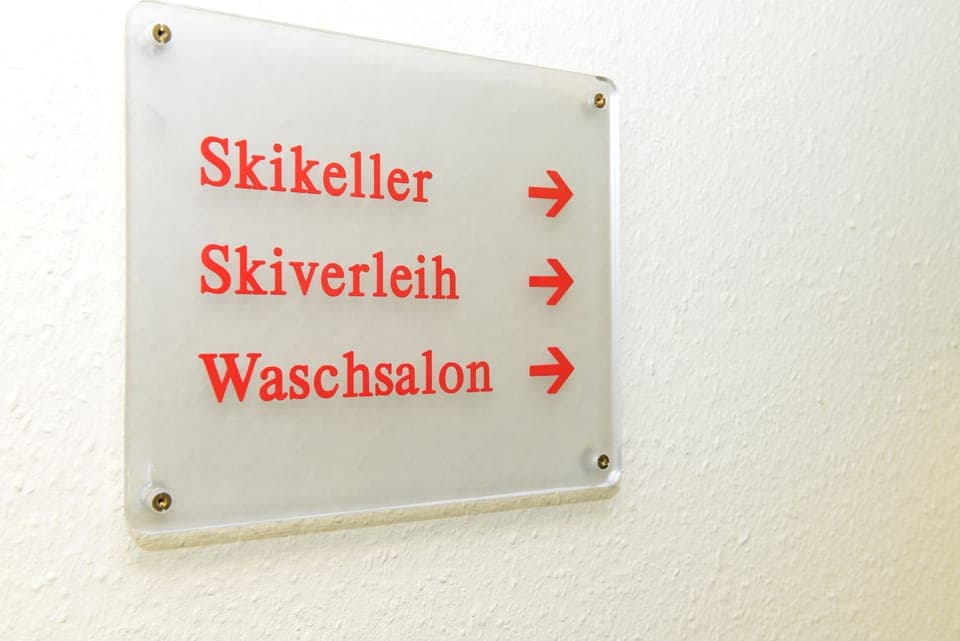 Skikeller →
Skiverleih →
Waschsalon →